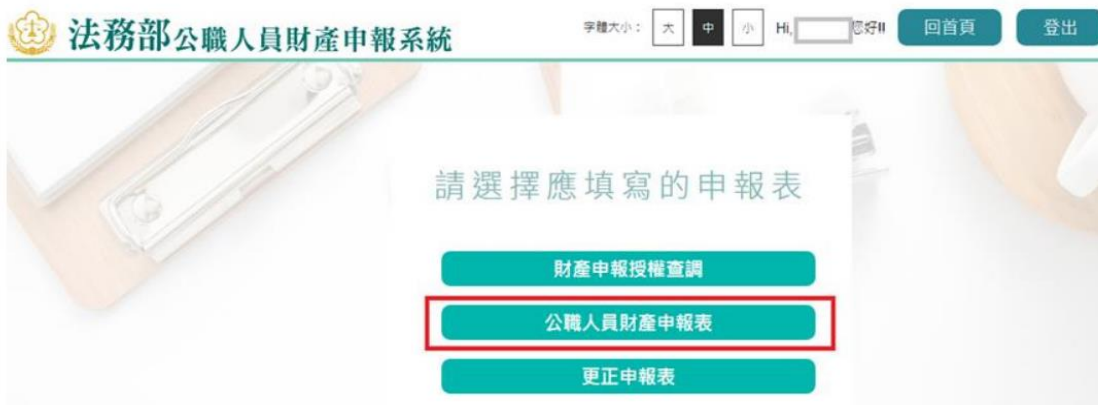 法務部公職人員財產申報系統
字體大小： 大 中 小 Hi, 您好!! 回首頁 登出
請選擇應填寫的申報表
財產申報授權查調
公職人員財產申報表
更正申報表